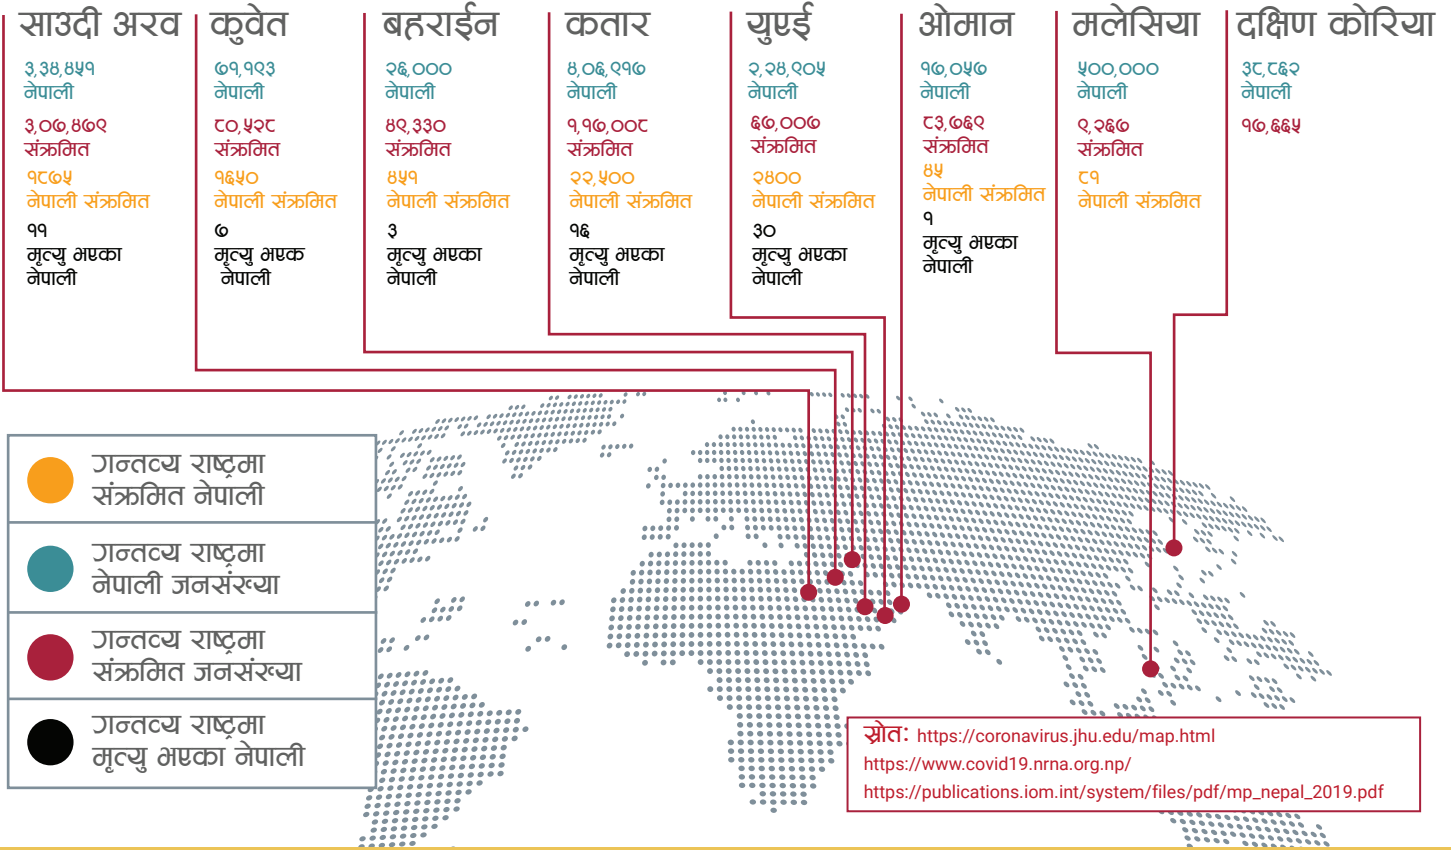 साउदी अरव
३,३४,४५१
नेपाली
३,०७,४७९
संक्रमित
१८७५
नेपाली संक्रमित
११
मृत्यु भएका
नेपाली
कुवेत
७१,१९३
नेपाली
८०,५२८
संक्रमित
१६५०
नेपाली संक्रमित
७
मृत्यु भएक
नेपाली
बहराईन
२६,०००
नेपाली
४९,३३०
संक्रमित
४५१
नेपाली संक्रमित
३
मृत्यु भएका
नेपाली
कतार
४,०६,९१७
नेपाली
१,१७,००८
संक्रमित
२२,५००
नेपाली संक्रमित
१६
मृत्यु भएका
नेपाली
युएई
२,२४,९०५
नेपाली
६७,००७
संक्रमित
२४००
नेपाली संक्रमित
३०
मृत्यु भएका
नेपाली
ओमान
१७,०५७
नेपाली
८३,७६९
संक्रमित
४५
नेपाली संक्रमित
१
मृत्यु भएका
नेपाली
मलेसिया
५००,०००
नेपाली
९,२६७
संक्रमित
८१
नेपाली संक्रमित
दक्षिण कोरिया
३८,८६२
नेपाली
१७,६६५
गन्तव्य राष्ट्रमा
संक्रमित नेपाली
गन्तव्य राष्ट्रमा
नेपाली जनसंख्या
गन्तव्य राष्ट्रमा
संक्रमित जनसंख्या
गन्तव्य राष्ट्रमा
मृत्यु भएका नेपाली
स्रोत: https://coronavirus.jhu.edu/map.html
https://www.covid19.nrna.org.np/
https://publications.iom.int/system/files/pdf/mp_nepal_2019.pdf